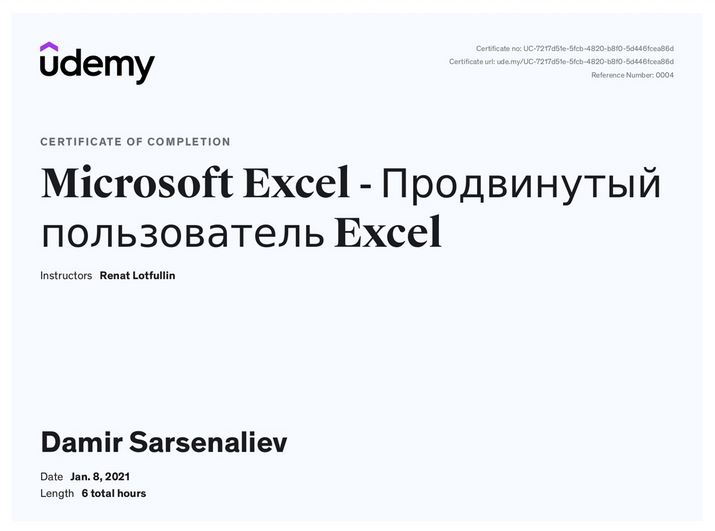 udemy
Certificate no: UC-7217d51e-5fcb-4820-b8f0-5d446fcea86d
Certificate url: ude.my/UC-7217d51e-5fcb-4820-b8f0-5d446fcea86d
Reference Number: 0004
CERTIFICATE OF COMPLETION
Microsoft Excel - Продвинутый
пользователь Excel
Instructors Renat Lotfullin
Damir Sarsenaliev
Date Jan. 8, 2021
Length 6 total hours